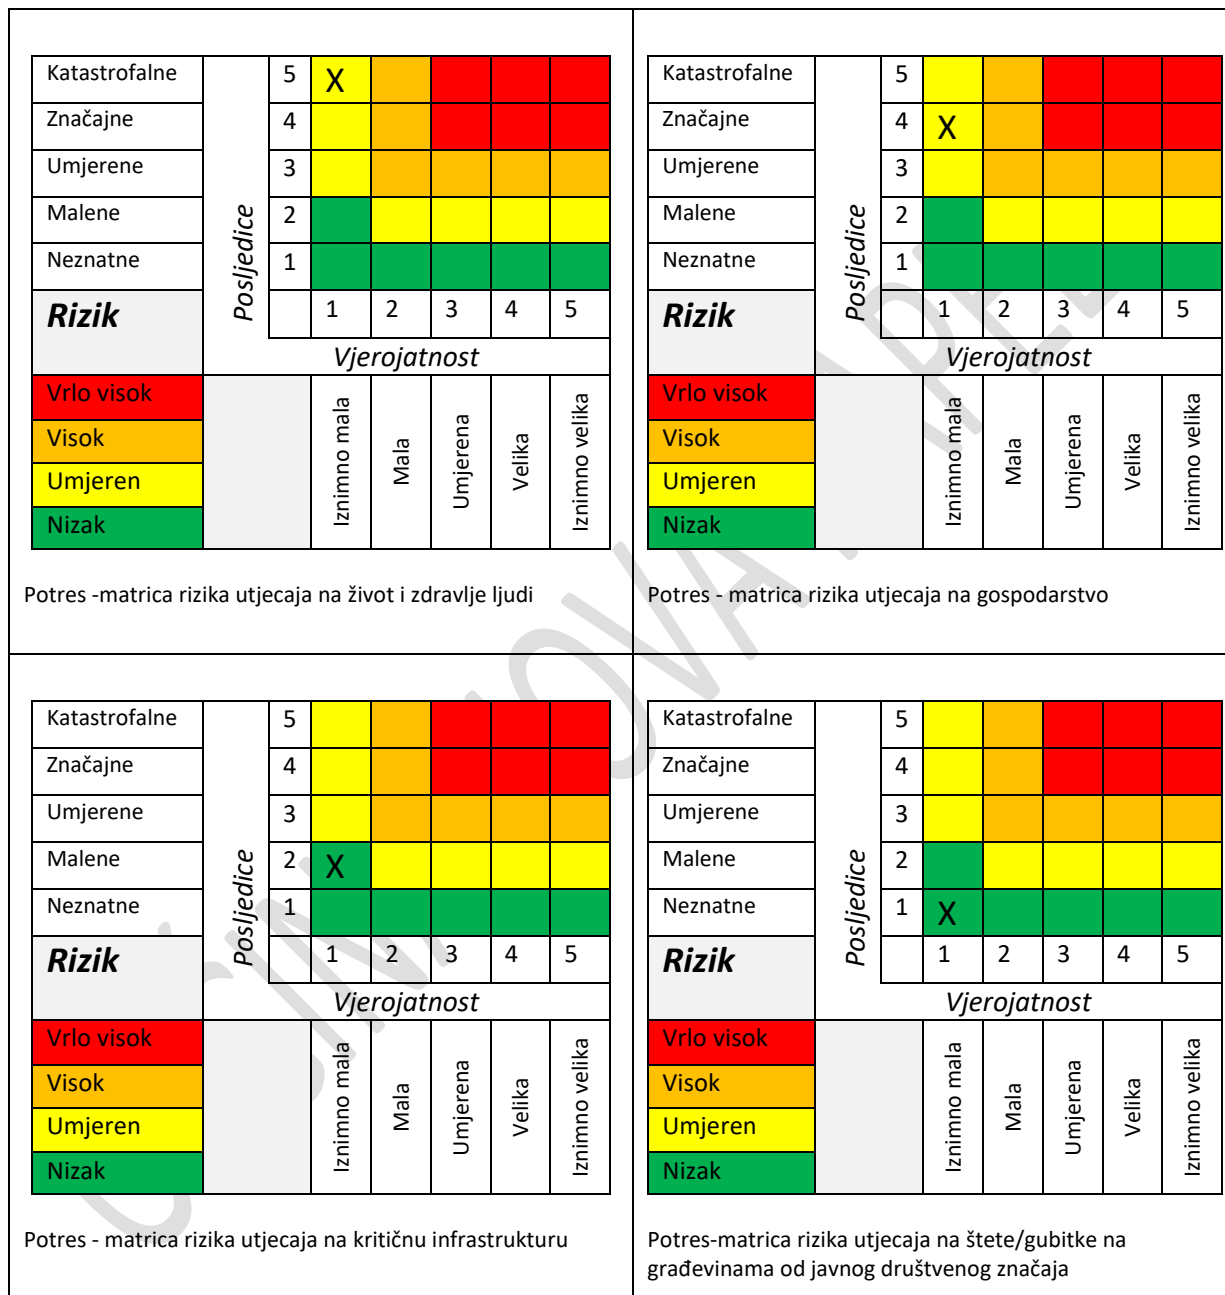 Katastrofalne 5 X
Značajne 4
Umjerene 3
Malene 2
Neznatne 1
Posljedice
Rizik 1 2 3 4 5
Vjerojatnost
Vrlo visok
Visok
Umjeren
Nizak
Iznimno mala
Mala
Umjerena
Velika
Iznimno velika
Potres -matrica rizika utjecaja na život i zdravlje ljudi
Katastrofalne 5
Značajne 4 X
Umjerene 3
Malene 2
Neznatne 1
Posljedice
Rizik 1 2 3 4 5
Vjerojatnost
Vrlo visok
Visok
Umjeren
Nizak
Iznimno mala
Mala
Umjerena
Velika
Iznimno velika
Potres - matrica rizika utjecaja na gospodarstvo
Katastrofalne 5
Značajne 4
Umjerene 3
Malene 2 X
Neznatne 1
Posljedice
Rizik 1 2 3 4 5
Vjerojatnost
Vrlo visok
Visok
Umjeren
Nizak
Iznimno mala
Mala
Umjerena
Velika
Iznimno velika
Potres - matrica rizika utjecaja na kritičnu infrastrukturu
Katastrofalne 5
Značajne 4
Umjerene 3
Malene 2
Neznatne 1 X
Posljedice
Rizik 1 2 3 4 5
Vjerojatnost
Vrlo visok
Visok
Umjeren
Nizak
Iznimno mala
Mala
Umjerena
Velika
Iznimno velika
Potres-matrica rizika utjecaja na štete/gubitke na
građevinama od javnog društvenog značaja